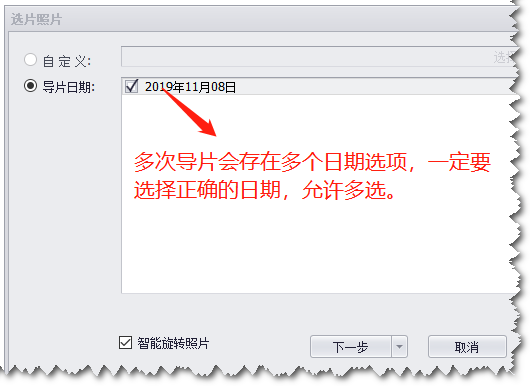 选片照片
自 定 义:
选择
导片日期:
2019年11月08日
多次导片会存在多个日期选项，一定要
选择正确的日期，允许多选。
智能旋转照片
下一步
取消